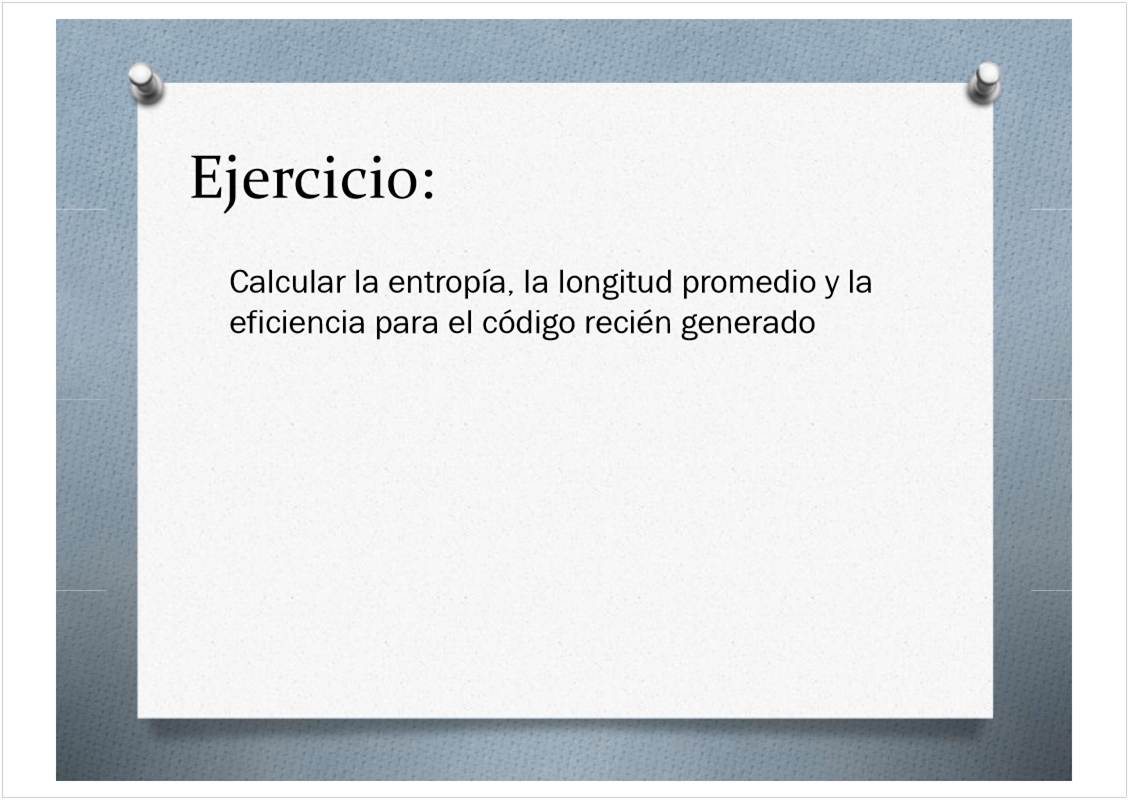 Ejercicio:
Calcular la entropía, la longitud promedio y la
eficiencia para el código recién generado